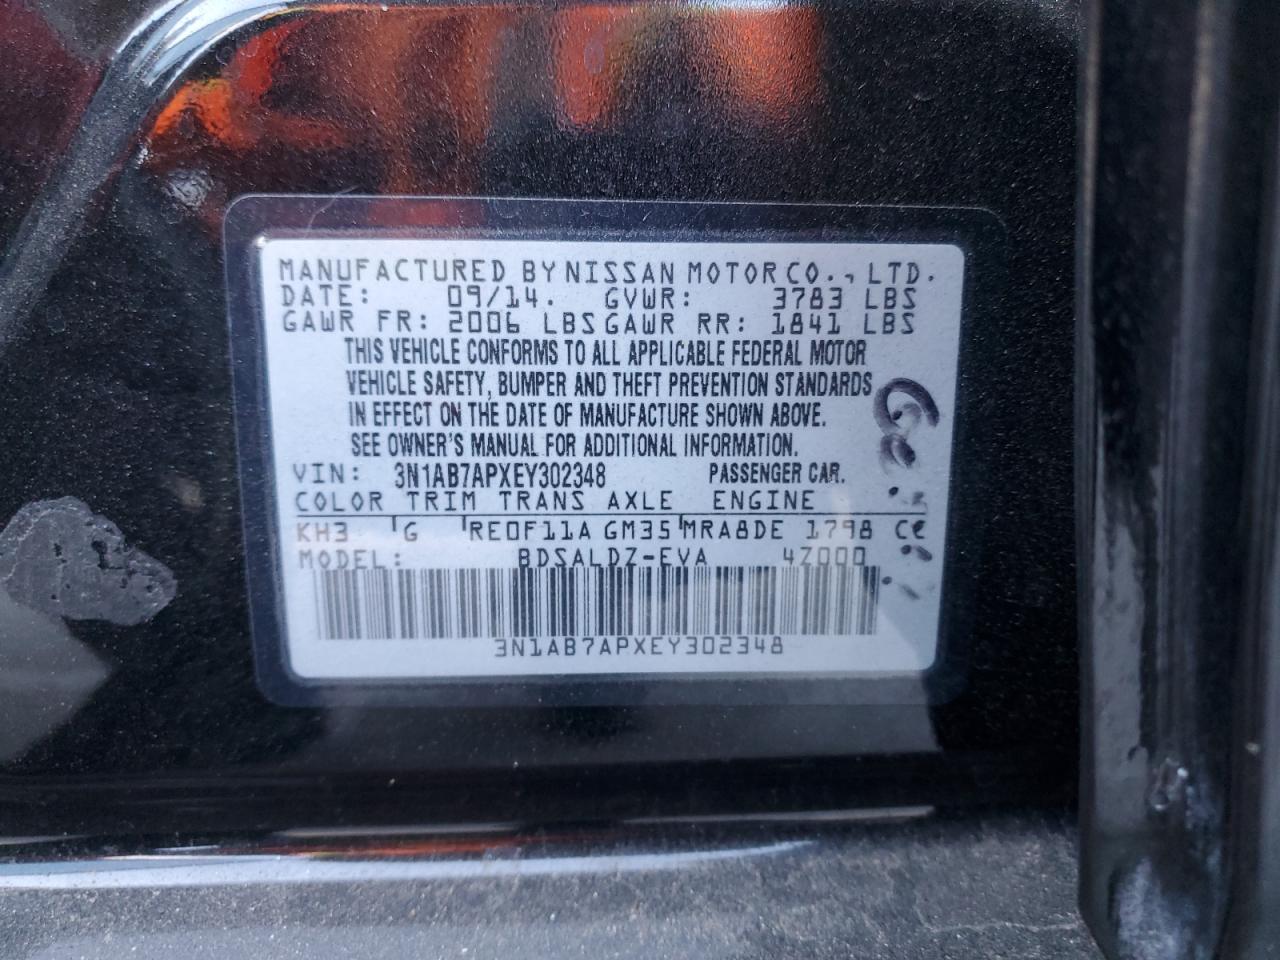 MANUFACTURED BY NISSAN MOTOR CO., LTD.
DATE: 09/14. GVWR: 3783 LBS
GAWR FR: 2006 LBS GAWR RR: 1841 LBS
THIS VEHICLE CONFORMS TO ALL APPLICABLE FEDERAL MOTOR
VEHICLE SAFETY, BUMPER AND THEFT PREVENTION STANDARDS
IN EFFECT ON THE DATE OF MANUFACTURE SHOWN ABOVE.
SEE OWNER'S MANUAL FOR ADDITIONAL INFORMATION.
VIN: 3N1AB7APXEY302348 PASSENGER CAR.
COLOR TRIM TRANS AXLE ENGINE
KH3 G RE0F11A GM35 MRA8DE 1798 CC
MODEL: BDSALDZ-EVA 4Z000
3N1AB7APXEY302348